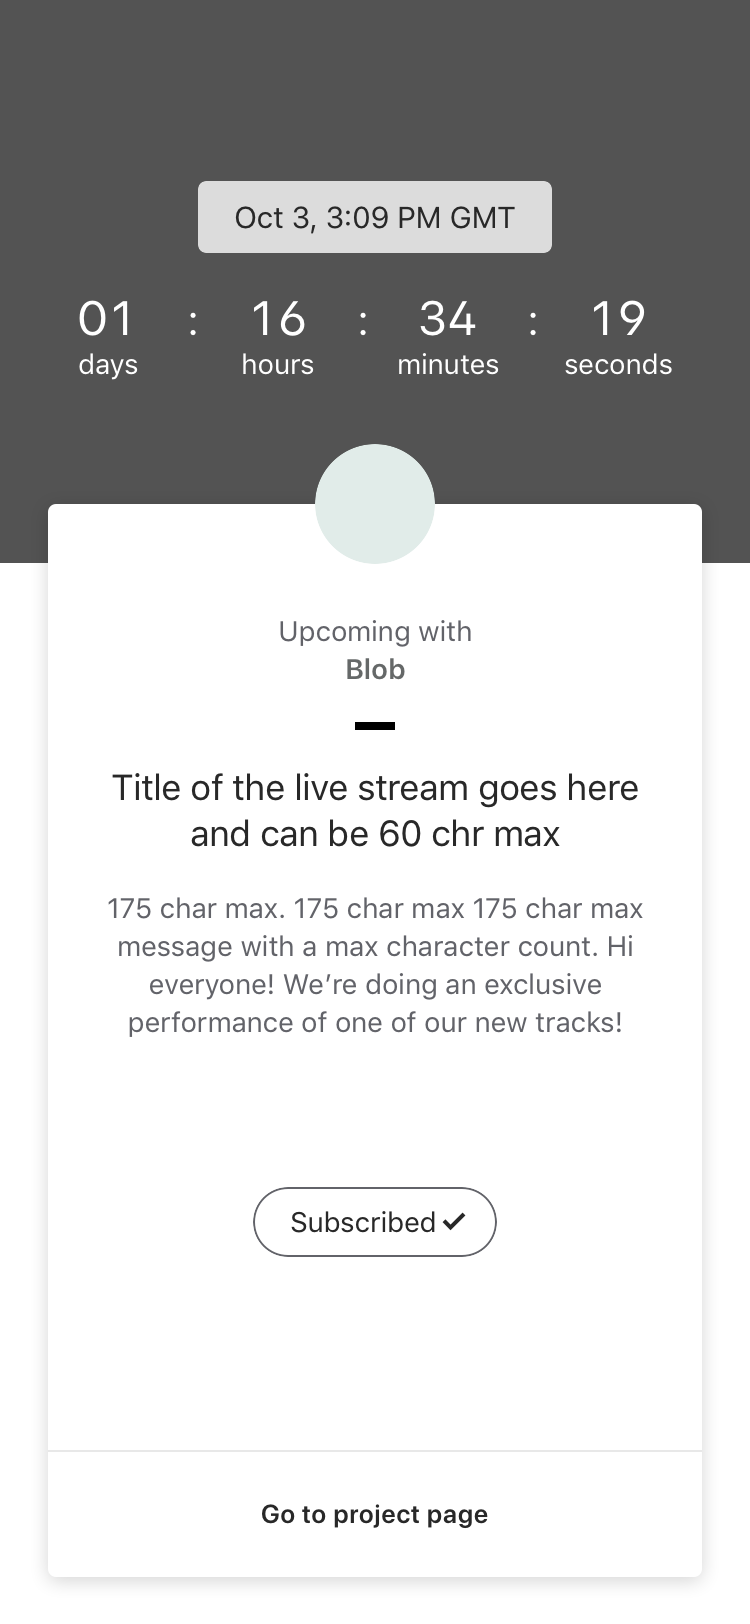 Oct 3, 3:09 PM GMT
01 : 16 : 34 : 19
days hours minutes seconds
Upcoming with
Blob
Title of the live stream goes here
and can be 60 chr max
175 char max. 175 char max 175 char max
message with a max character count. Hi
everyone! We’re doing an exclusive
performance of one of our new tracks!
Subscribed
Go to project page